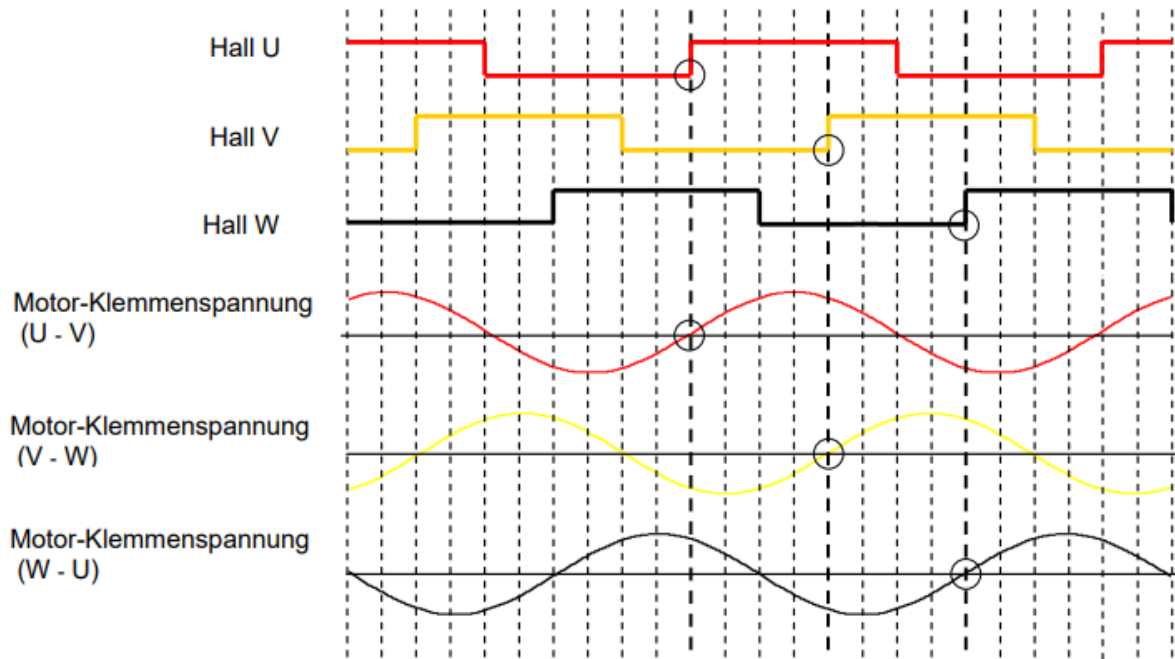 Hall U
Hall V
Hall W
Motor-Klemmenspannung
(U - V)
Motor-Klemmenspannung
(V - W)
Motor-Klemmenspannung
(W - U)